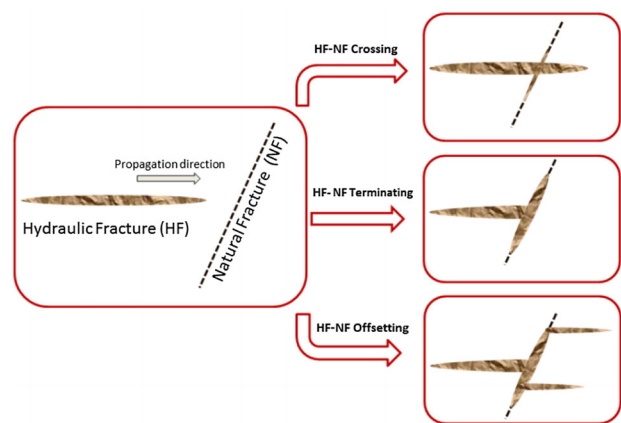 HF-NF Crossing
Propagation direction
Natural Fracture (NF)
Hydraulic Fracture (HF)
HF- NF Terminating
HF-NF Offsetting